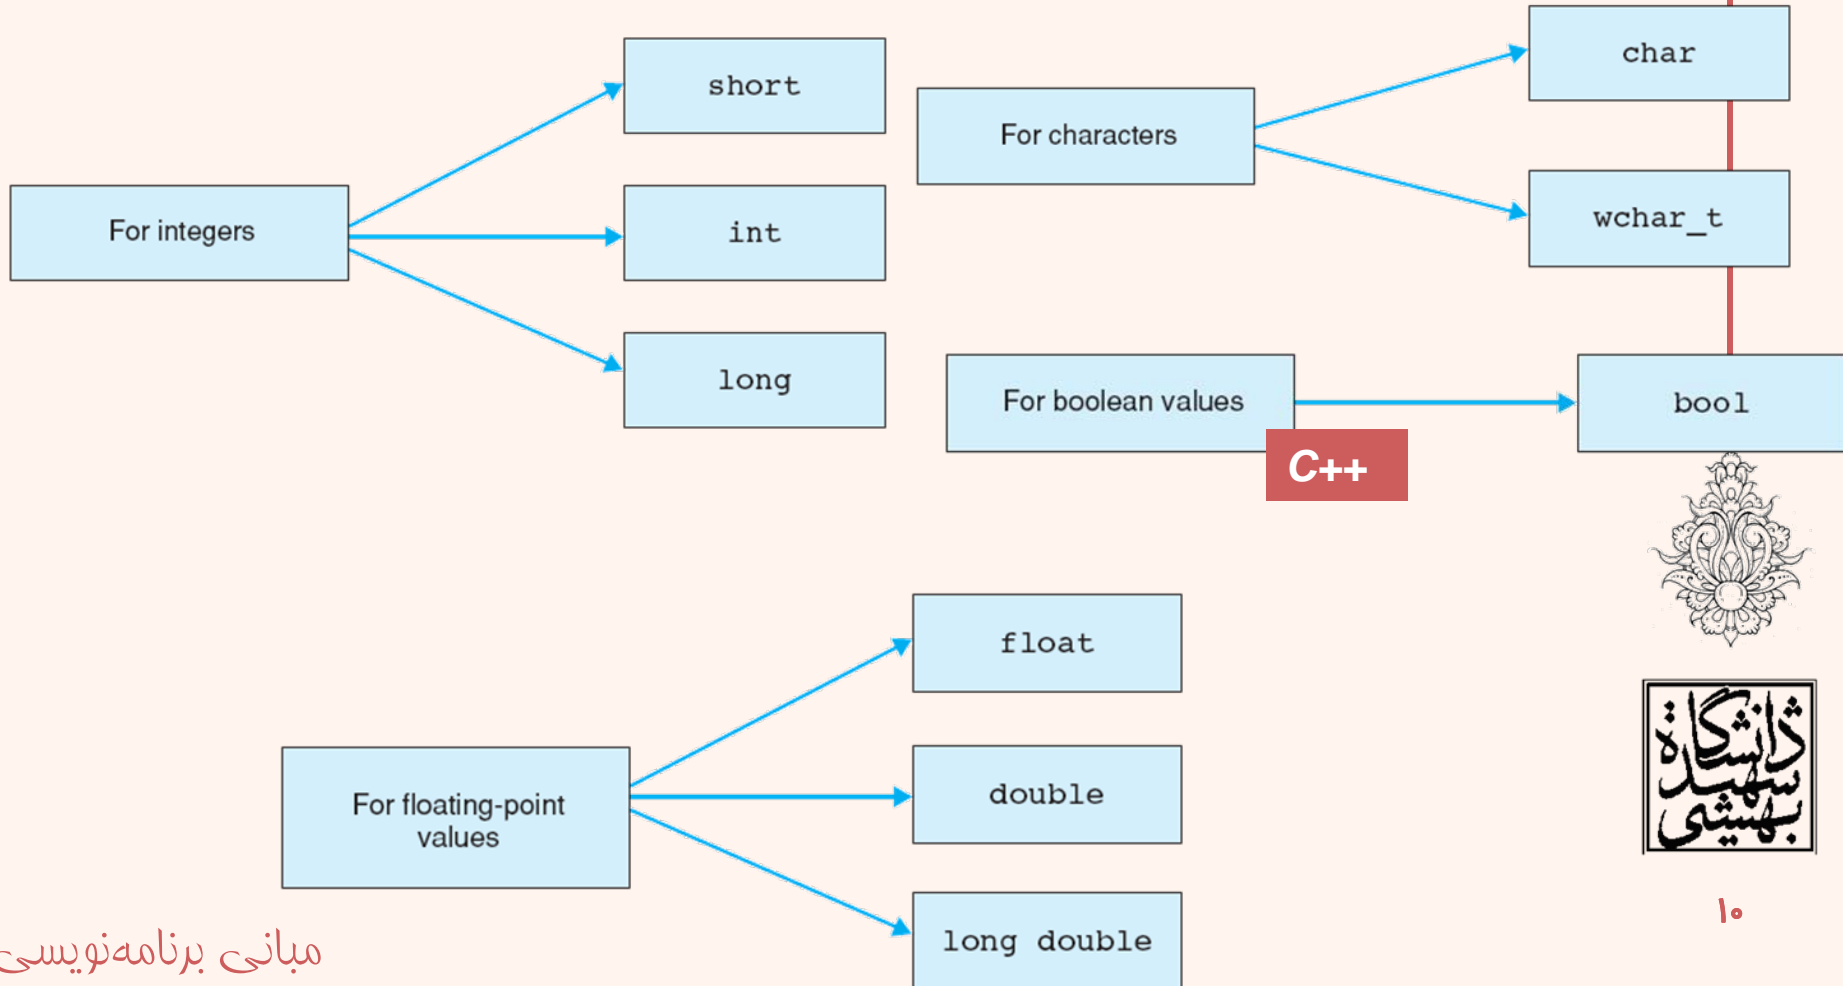 For integers
short
int
long
For characters
char
wchar_t
For boolean values
bool
C++
For floating-point
values
float
double
long double
دانشگاه
شهید
بهشتی
۱۰
مبانی برنامه‌نویسی